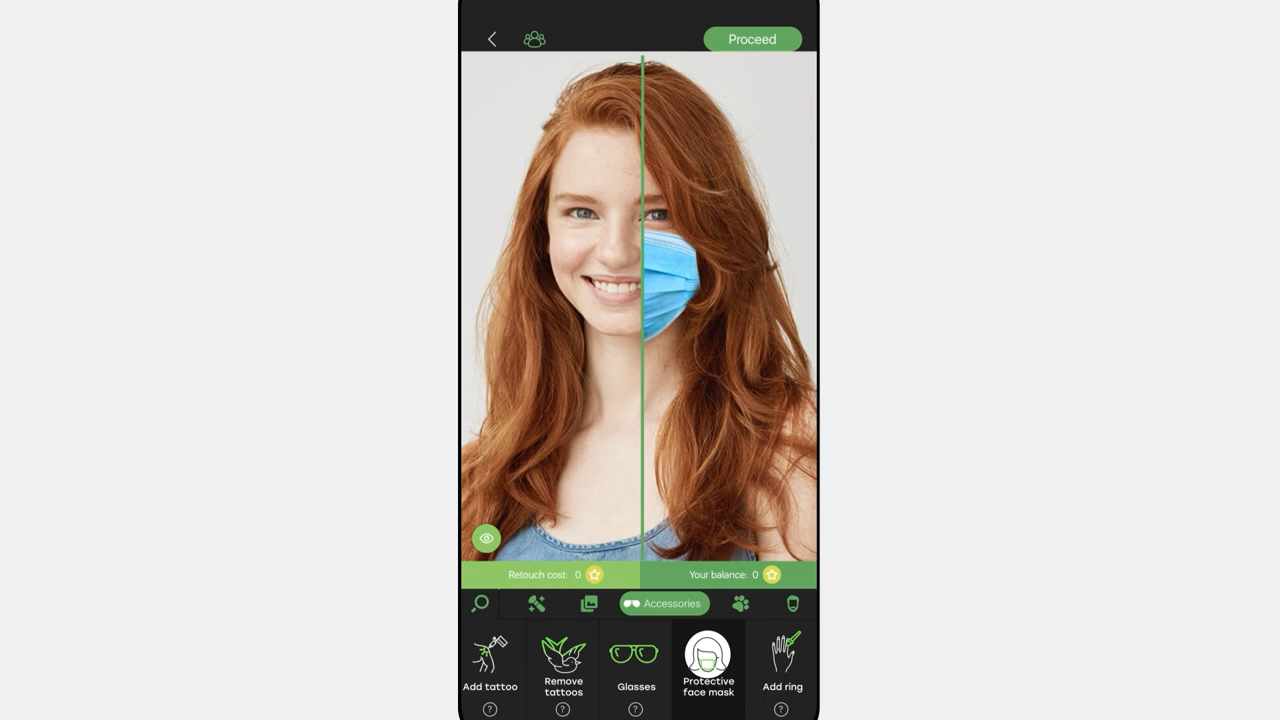 Proceed
Retouch cost: 0
Your balance: 0
Accessories
Add tattoo
Remove
tattoos
Glasses
Protective
face mask
Add ring
? ? ? ?